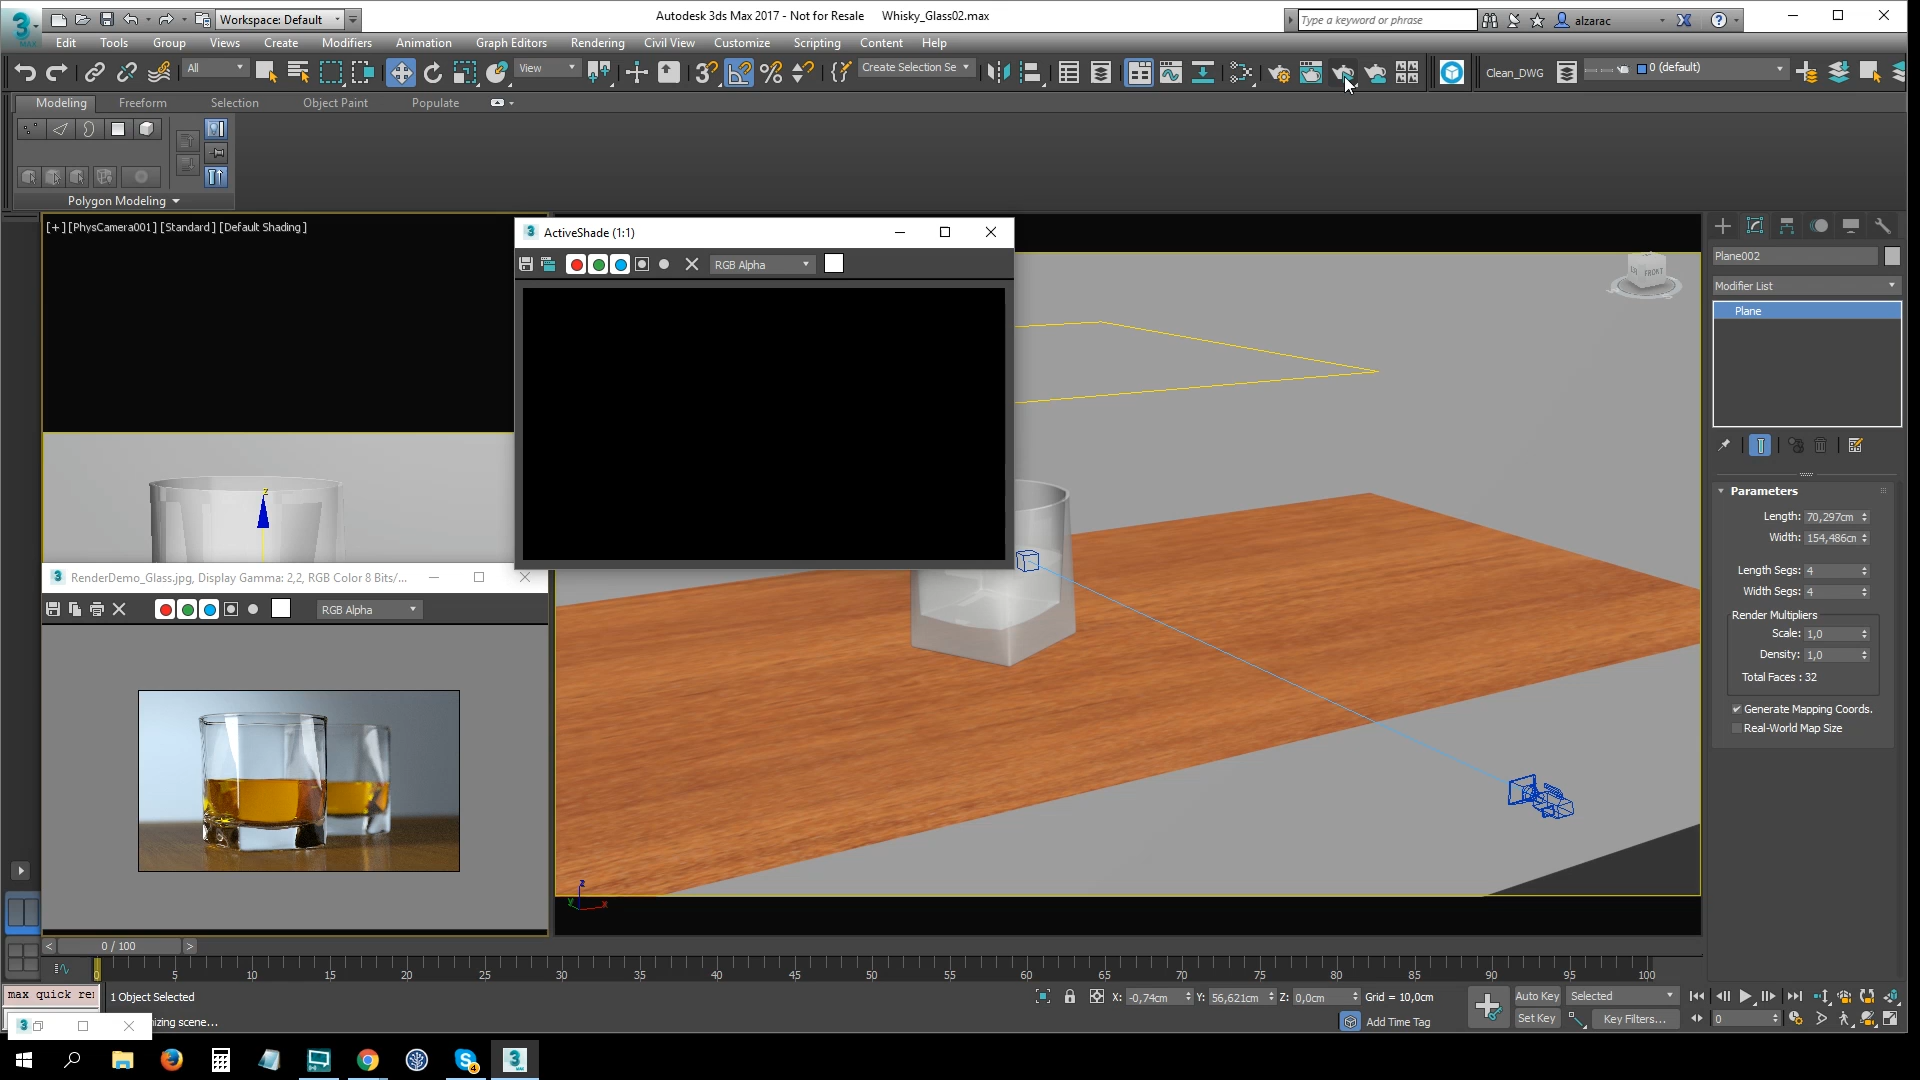 Workspace: Default
Autodesk 3ds Max 2017 - Not for Resale    Whisky_Glass02.max
Type a keyword or phrase
alzarac
MAX
Edit Tools Group Views Create Modifiers Animation Graph Editors Rendering Civil View Customize Scripting Content Help
All
View
Create Selection Se
Clean_DWG
0 (default)
Modeling Freeform Selection Object Paint Populate
Polygon Modeling
[+] [PhysCamera001] [Standard] [Default Shading]
ActiveShade (1:1)
RGB Alpha
FRONT
Plane002
Modifier List
Plane
Parameters
Length: 70,297cm
Width: 154,486cm
Length Segs: 4
Width Segs: 4
Render Multipliers
Scale: 1,0
Density: 1,0
Total Faces : 32
Generate Mapping Coords.
Real-World Map Size
z
RenderDemo_Glass.jpg, Display Gamma: 2,2, RGB Color 8 Bits/...
RGB Alpha
z
y
x
< 0 / 100 >
0 5 10 15 20 25 30 35 40 45 50 55 60 65 70 75 80 85 90 95 100
max quick rei
1 Object Selected
X: -0,74cm Y: 56,621cm Z: 0,0cm Grid = 10,0cm
Auto Key Selected
izing scene...
Add Time Tag
Set Key Key Filters...
0
4